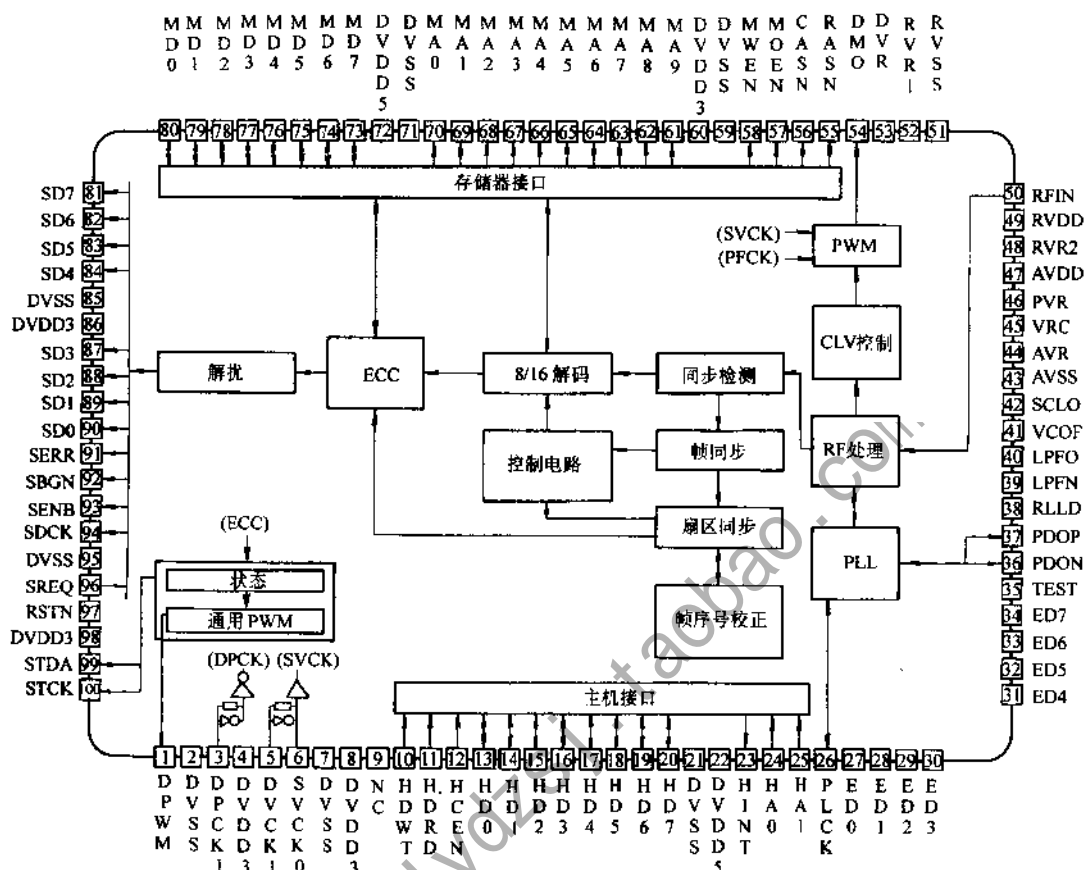 MD0 MD1 MD2 MD3 MD4 MD5 MD6 MD7 DVDD5 DVSS MA0 MA1 MA2 MA3 MA4 MA5 MA6 MA7 MA8 MA9 DVDD3 DVSS MWEN MOEN CASN RASN DMO DVR RVR1 RVSS
80 79 78 77 76 75 74 73 72 71 70 69 68 67 66 65 64 63 62 61 60 59 58 57 56 55 54 53 52 51
存储器接口
SD7 81
SD6 82
SD5 83
SD4 84
DVSS 85
DVDD3 86
SD3 87
SD2 88
SD1 89
SD0 90
SERR 91
SBGN 92
SENB 93
SDCK 94
DVSS 95
SREQ 96
RSTN 97
DVDD3 98
STDA 99
STCK 100
(SVCK)
(PFCK)
PWM
CLV控制
解扰
ECC
8/16 解码
同步检测
控制电路
帧同步
RF处理
扇区同步
PLL
帧序号校正
(ECC)
状态
通用 PWM
(DPCK) (SVCK)
主机接口
50 RFIN
49 RVDD
48 RVR2
47 AVDD
46 PVR
45 VRC
44 AVR
43 AVSS
42 SCLO
41 VCOF
40 LPFO
39 LPFN
38 RLLD
37 PDOP
36 PDON
35 TEST
34 ED7
33 ED6
32 ED5
31 ED4
1 2 3 4 5 6 7 8 9 10 11 12 13 14 15 16 17 18 19 20 21 22 23 24 25 26 27 28 29 30
DPWM DVSS DPCK1 DVDD3 DVCK1 SVCK0 DVSS DVDD3 NC HDWT HDRD HCEN HD0 HD1 HD2 HD3 HD4 HD5 HD6 HD7 DVSS DVDD5 HINT HA0 HA1 PLCK ED0 ED1 ED2 ED3
dvdzsj.taobao.com